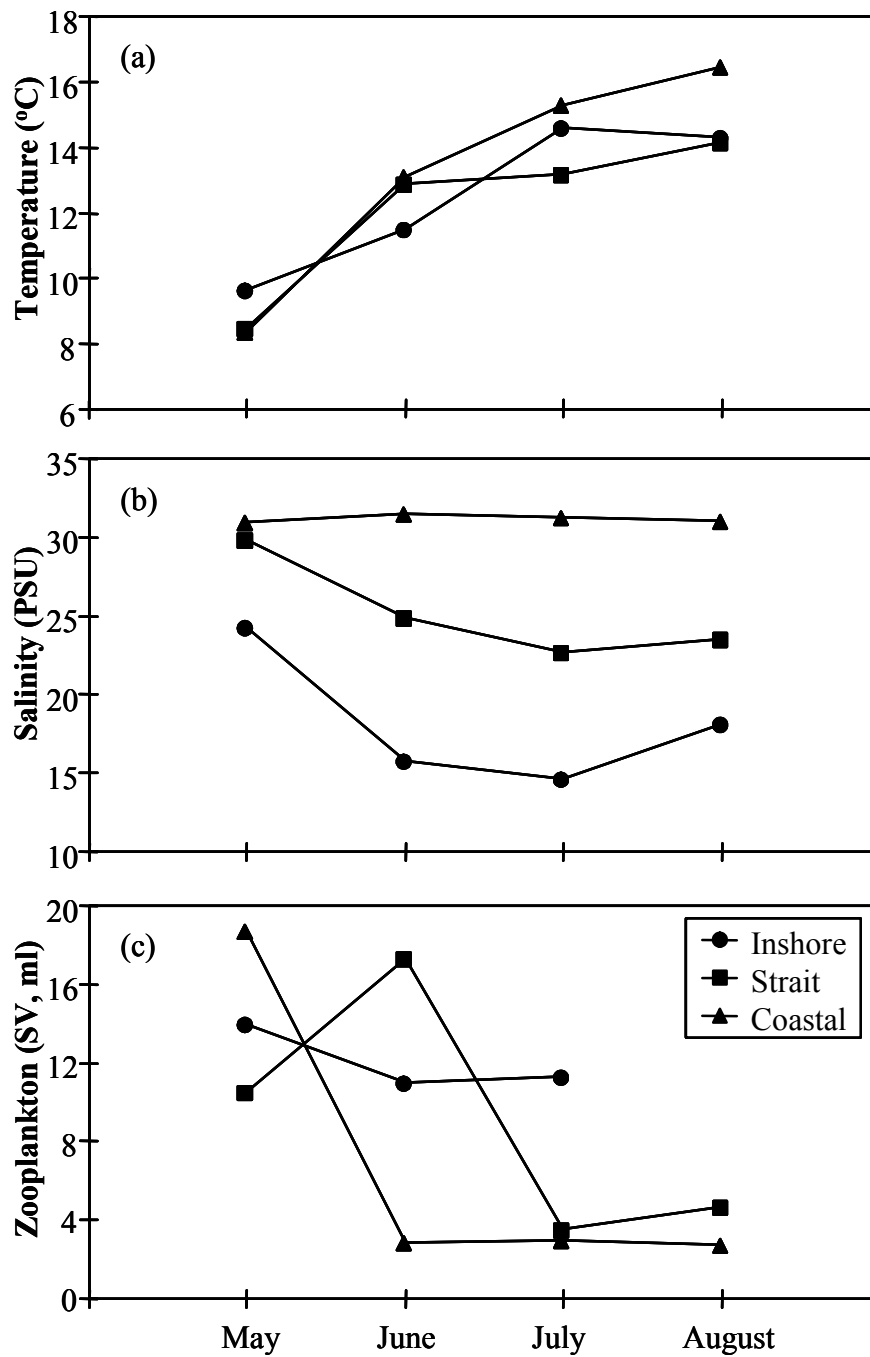 18
(a)
16
14
12
10
8
6
Temperature (ºC)
35
(b)
30
25
20
15
10
Salinity (PSU)
20
(c)
16
12
8
4
0
Zooplankton (SV, ml)
Inshore
Strait
Coastal
May June July August